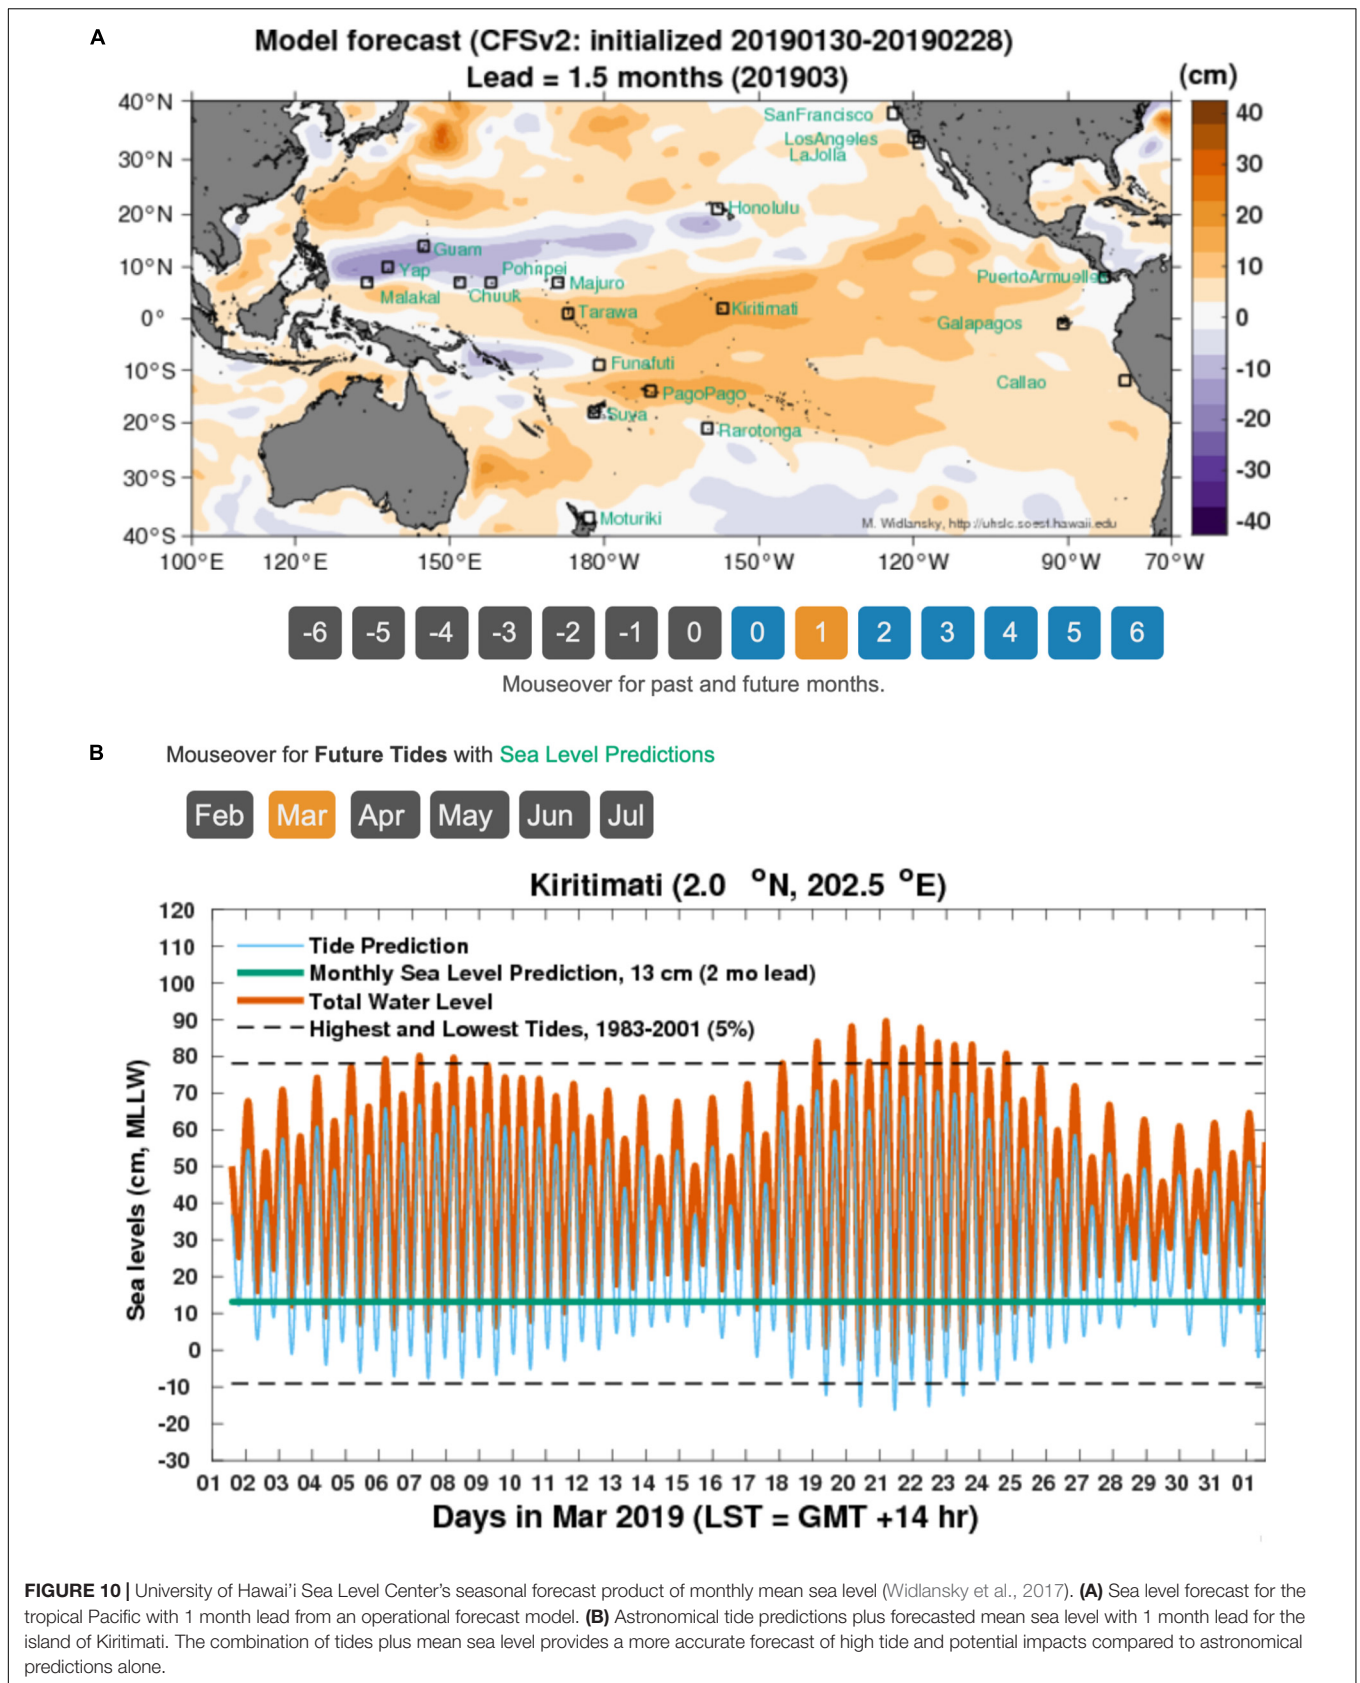 A
Model forecast (CFSv2: initialized 20190130-20190228)
Lead = 1.5 months (201903)
(cm)
40°N
30°N
20°N
10°N
0°
10°S
20°S
30°S
40°S
100°E 120°E 150°E 180°W 150°W 120°W 90°W 70°W
40
30
20
10
0
-10
-20
-30
-40
SanFrancisco
LosAngeles
LaJolla
Honolulu
Guam
Yap
Pohnpei
Malakal
Chuuk
Majuro
PuertoArmuelles
Tarawa
Kiritimati
Galapagos
Funafuti
Callao
PagoPago
Suva
Rarotonga
Moturiki
M. Widlansky, http://uhslc.soest.hawaii.edu
-6 -5 -4 -3 -2 -1 0 0 1 2 3 4 5 6
Mouseover for past and future months.
B
Mouseover for Future Tides with Sea Level Predictions
Feb Mar Apr May Jun Jul
Kiritimati (2.0 °N, 202.5 °E)
120
110
100
90
80
70
60
50
40
30
20
10
0
-10
-20
-30
Sea levels (cm, MLLW)
Tide Prediction
Monthly Sea Level Prediction, 13 cm (2 mo lead)
Total Water Level
Highest and Lowest Tides, 1983-2001 (5%)
01 02 03 04 05 06 07 08 09 10 11 12 13 14 15 16 17 18 19 20 21 22 23 24 25 26 27 28 29 30 31 01
Days in Mar 2019 (LST = GMT +14 hr)
FIGURE 10 | University of Hawai'i Sea Level Center's seasonal forecast product of monthly mean sea level (Widlansky et al., 2017). (A) Sea level forecast for the
tropical Pacific with 1 month lead from an operational forecast model. (B) Astronomical tide predictions plus forecasted mean sea level with 1 month lead for the
island of Kiritimati. The combination of tides plus mean sea level provides a more accurate forecast of high tide and potential impacts compared to astronomical
predictions alone.